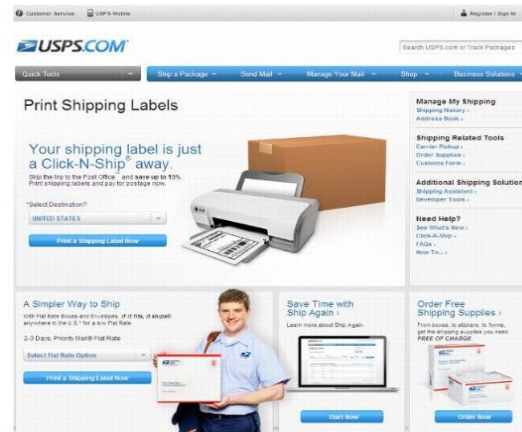 Customer Service USPS Mobile Register / Sign In
USPS.COM
Search USPS.com or Track Packages
Quick Tools Ship a Package Send Mail Manage Your Mail Shop Business Solutions
Print Shipping Labels
Your shipping label is just
a Click-N-Ship® away.
Skip the trip to the Post Office™ and save up to 15%
Print shipping labels and pay for postage now.
*Select Destination?
UNITED STATES
Print a Shipping Label Now
Manage My Shipping
Shipping History ›
Address Book ›
Shipping Related Tools
Carrier Pickup ›
Order Supplies ›
Customs Form ›
Additional Shipping Solution
Shipping Assistant ›
Developer Tools ›
Need Help?
See What's New ›
Click-N-Ship ›
FAQs ›
How To... ›
A Simpler Way to Ship
With Flat Rate Boxes and Envelopes, if it fits, it ships®
anywhere in the U.S.* for a low Flat Rate.
2-3 Days, Priority Mail® Flat Rate
Select Flat Rate Option
Print a Shipping Label Now
Save Time with
Ship Again ›
Learn more about Ship Again
Start Now
Order Free
Shipping Supplies ›
From boxes, to stickers, to forms,
get the shipping supplies you need
FREE OF CHARGE.
Order Now